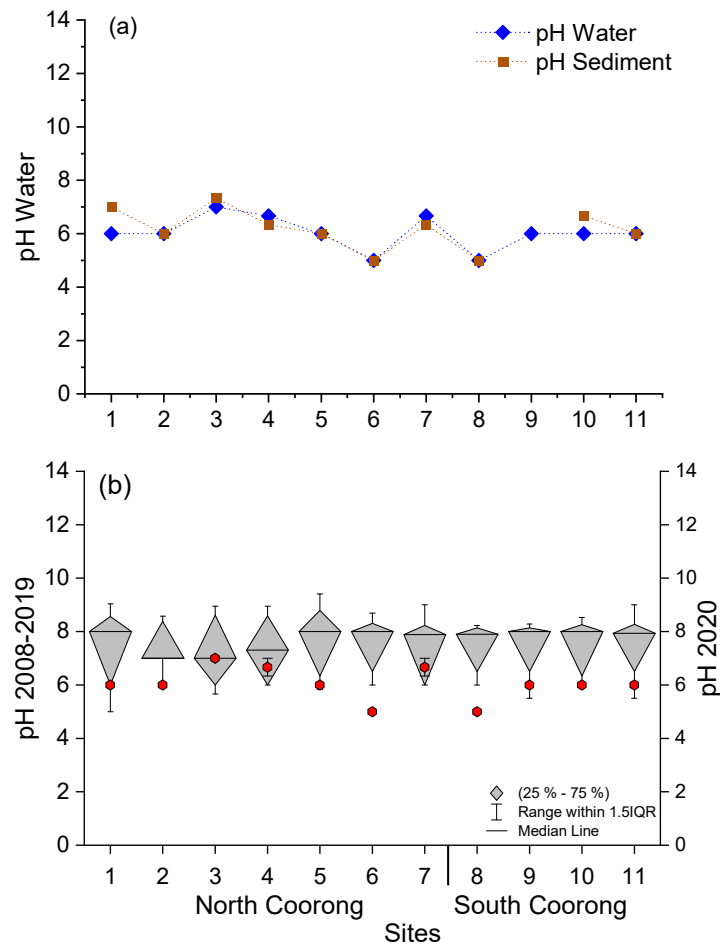 (a)
pH Water
pH Sediment
14
12
10
8
6
4
2
0
pH Water
1 2 3 4 5 6 7 8 9 10 11
(b)
14
12
10
8
6
4
2
0
pH 2008-2019
14
12
10
8
6
4
2
0
pH 2020
(25 % - 75 %)
Range within 1.5IQR
Median Line
1 2 3 4 5 6 7 8 9 10 11
North Coorong South Coorong
Sites